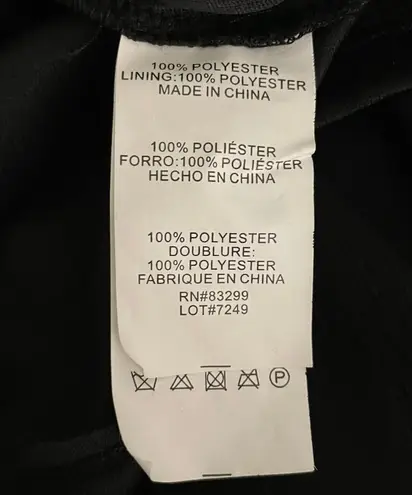 100% POLYESTER
LINING:100% POLYESTER
MADE IN CHINA
100% POLIÉSTER
FORRO:100% POLIÉSTER
HECHO EN CHINA
100% POLYESTER
DOUBLURE:
100% POLYESTER
FABRIQUE EN CHINA
RN#83299
LOT#7249
P